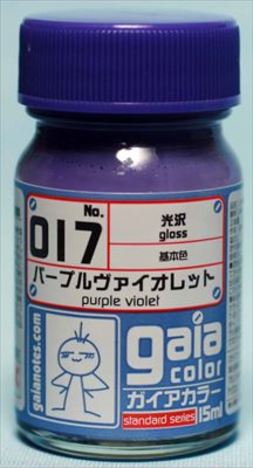 No.
017
光沢
gloss
基本色
パープルヴァイオレット
purple violet
gaianotes.com
gaia
color
ガイアカラー
standard series 15ml